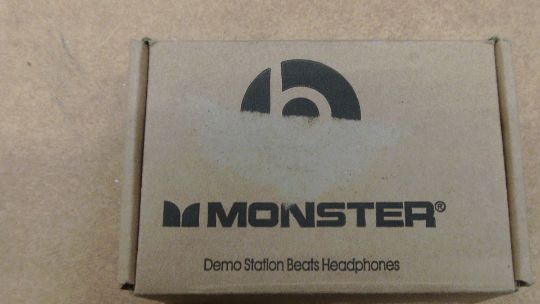 b
MONSTER®
Demo Station Beats Headphones